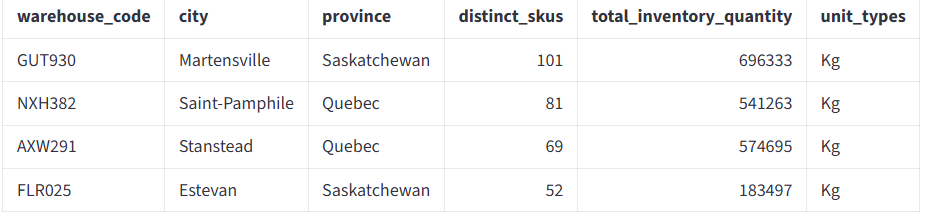 warehouse_code city province distinct_skus total_inventory_quantity unit_types
GUT930 Martensville Saskatchewan 101 696333 Kg
NXH382 Saint-Pamphile Quebec 81 541263 Kg
AXW291 Stanstead Quebec 69 574695 Kg
FLR025 Estevan Saskatchewan 52 183497 Kg